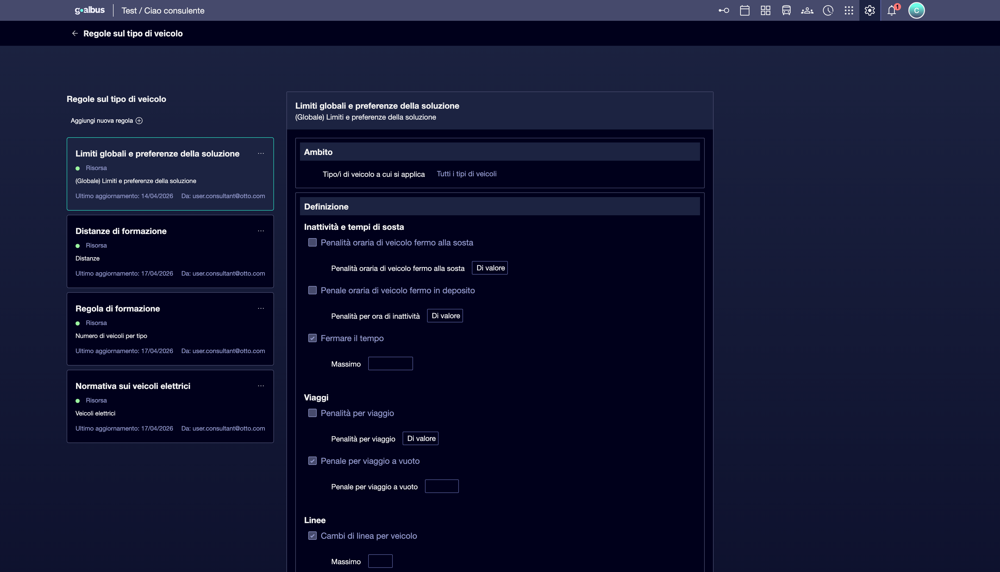 goalbus
Test / Ciao consulente
1
C
Regole sul tipo di veicolo
Regole sul tipo di veicolo
Aggiungi nuova regola
Limiti globali e preferenze della soluzione
Risorsa
(Globale) Limiti e preferenze della soluzione
Ultimo aggiornamento: 14/04/2026 Da: user.consultant@otto.com
Distanze di formazione
Risorsa
Distanze
Ultimo aggiornamento: 17/04/2026 Da: user.consultant@otto.com
Regola di formazione
Risorsa
Numero di veicoli per tipo
Ultimo aggiornamento: 17/04/2026 Da: user.consultant@otto.com
Normativa sui veicoli elettrici
Risorsa
Veicoli elettrici
Ultimo aggiornamento: 17/04/2026 Da: user.consultant@otto.com
Limiti globali e preferenze della soluzione
(Globale) Limiti e preferenze della soluzione
Ambito
Tipo/i di veicolo a cui si applica Tutti i tipi di veicoli
Definizione
Inattività e tempi di sosta
Penalità oraria di veicolo fermo alla sosta
Penalità oraria di veicolo fermo alla sosta Di valore
Penale oraria di veicolo fermo in deposito
Penalità per ora di inattività Di valore
Fermare il tempo
Massimo
Viaggi
Penalità per viaggio
Penalità per viaggio Di valore
Penale per viaggio a vuoto
Penale per viaggio a vuoto
Linee
Cambi di linea per veicolo
Massimo